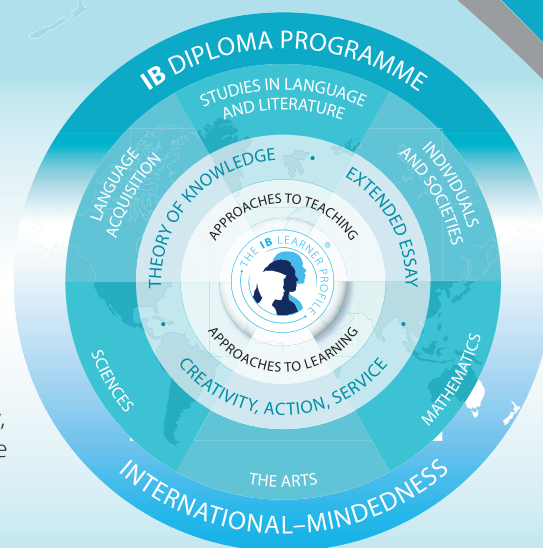 IB DIPLOMA PROGRAMME
STUDIES IN LANGUAGE
AND LITERATURE
LANGUAGE
ACQUISITION
INDIVIDUALS
AND SOCIETIES
THEORY OF KNOWLEDGE
EXTENDED ESSAY
APPROACHES TO TEACHING
THE IB LEARNER PROFILE ®
APPROACHES TO LEARNING
CREATIVITY, ACTION, SERVICE
SCIENCES
MATHEMATICS
THE ARTS
INTERNATIONAL–MINDEDNESS